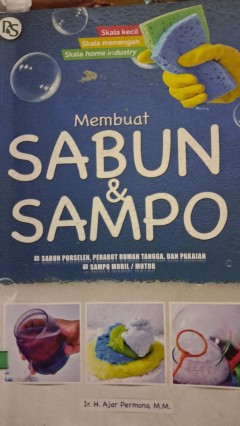 PS
Skala kecil
Skala menengah
Skala home industry
Membuat
SABUN
&
SAMPO
SABUN PORSELEN, PERABOT RUMAH TANGGA, DAN PAKAIAN
SAMPO MOBIL / MOTOR
Ir. H. Ajar Permono, M.M.